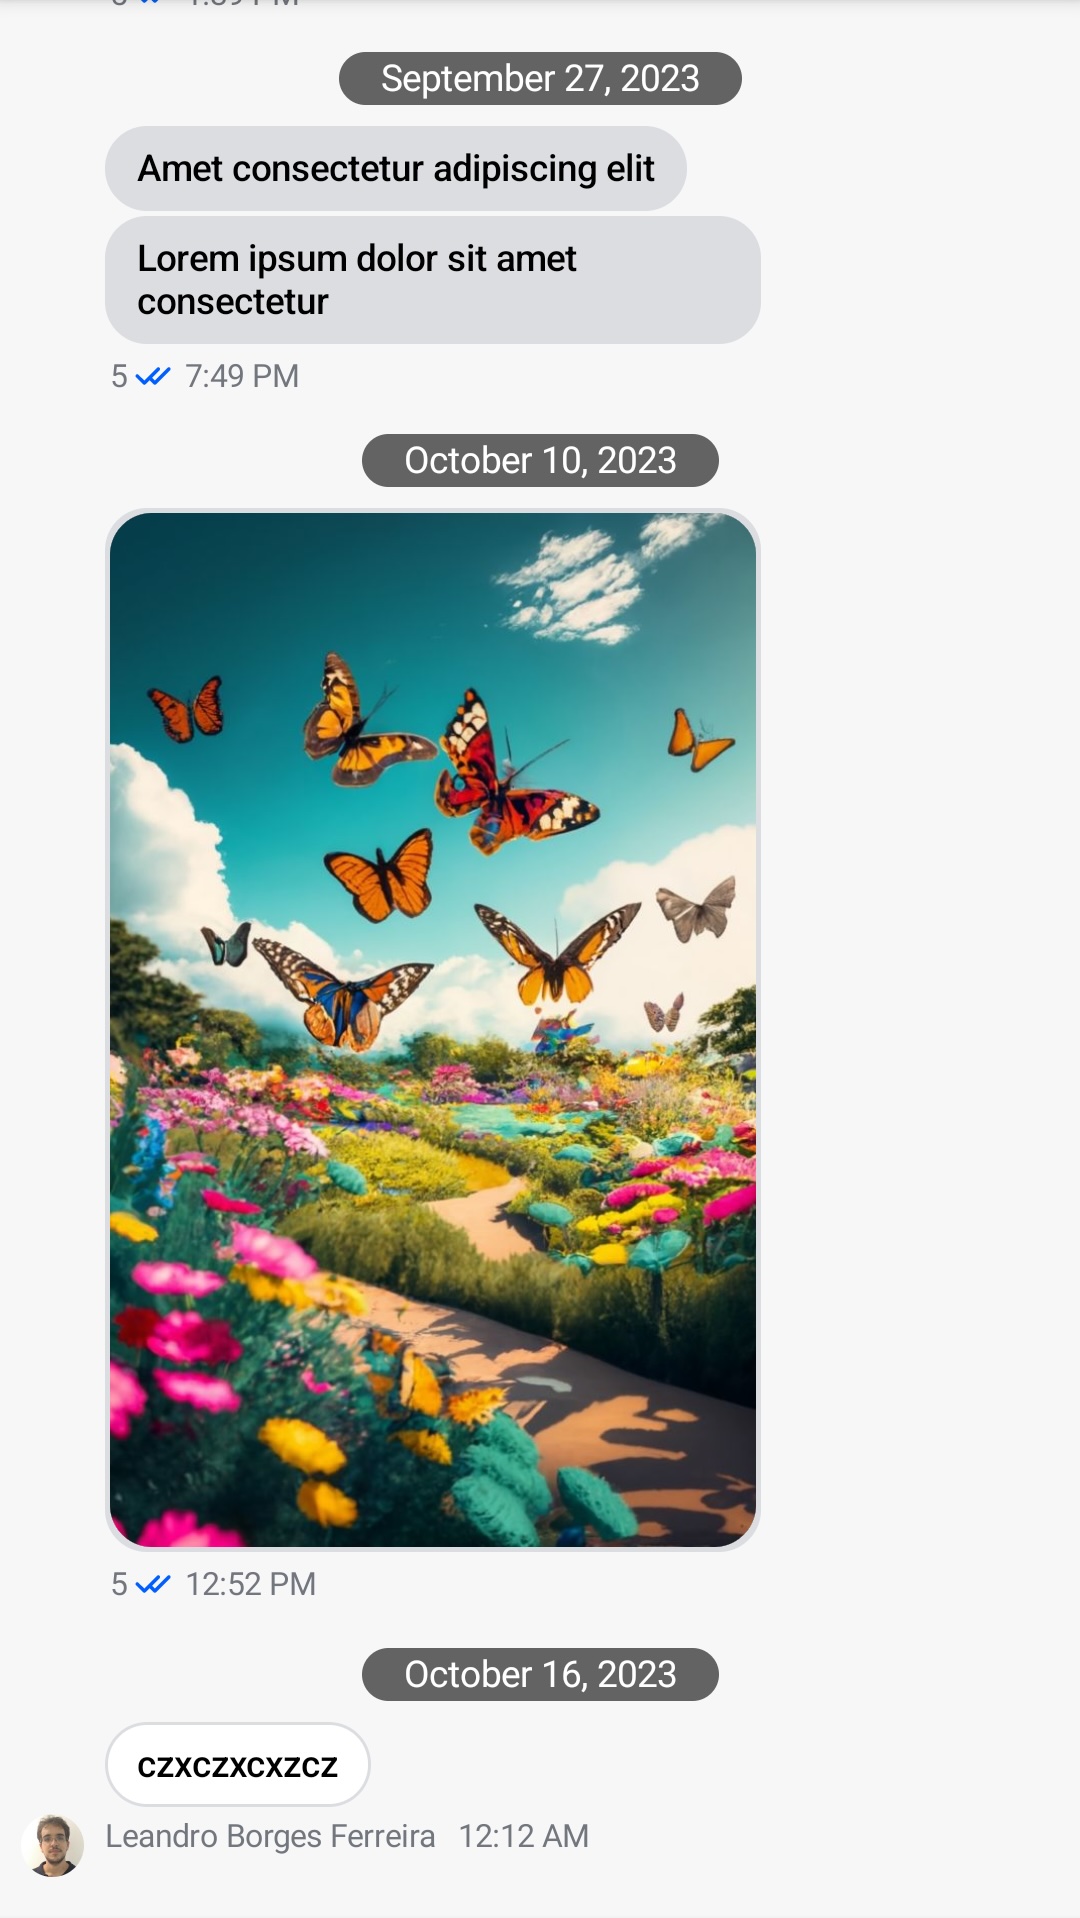 September 27, 2023
Amet consectetur adipiscing elit
Lorem ipsum dolor sit amet
consectetur
5 7:49 PM
October 10, 2023
5 12:52 PM
October 16, 2023
czxczxcxzcz
Leandro Borges Ferreira 12:12 AM